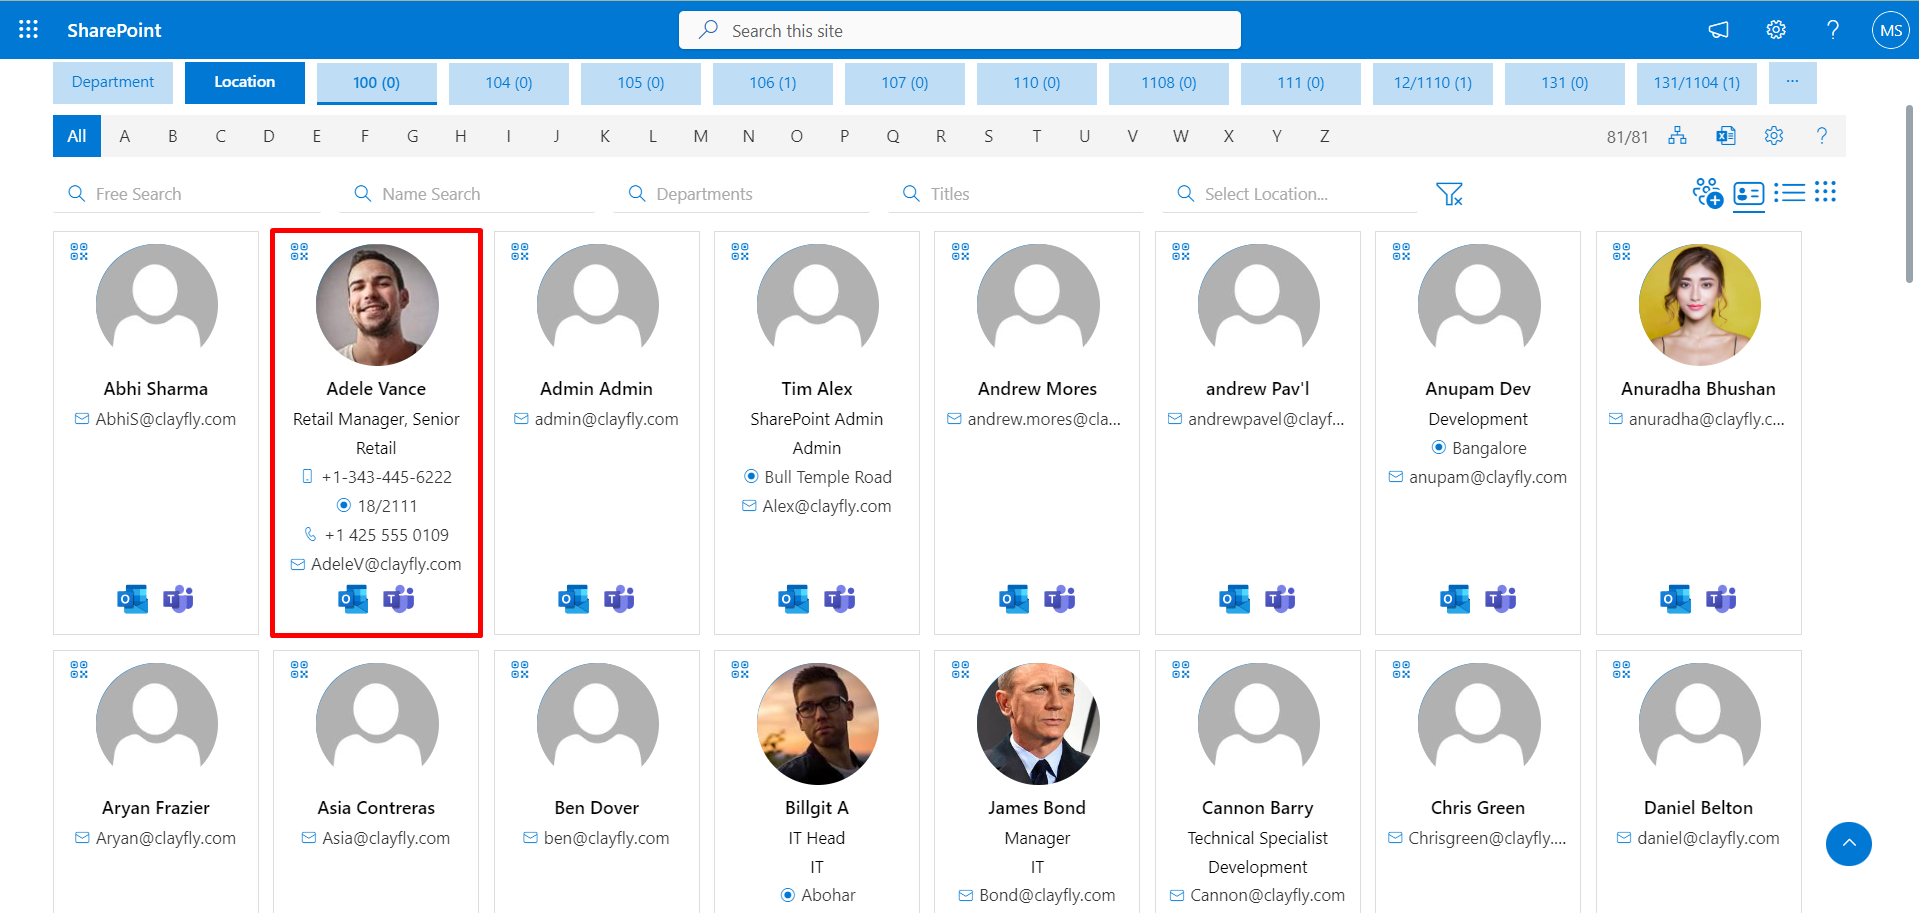 SharePoint
Search this site
MS
Department Location 100 (0) 104 (0) 105 (0) 106 (1) 107 (0) 110 (0) 1108 (0) 111 (0) 12/1110 (1) 131 (0) 131/1104 (1) ...
All A B C D E F G H I J K L M N O P Q R S T U V W X Y Z 81/81
Free Search Name Search Departments Titles Select Location...
Abhi Sharma
AbhiS@clayfly.com
Adele Vance
Retail Manager, Senior
Retail
+1-343-445-6222
18/2111
+1 425 555 0109
AdeleV@clayfly.com
Admin Admin
admin@clayfly.com
Tim Alex
SharePoint Admin
Admin
Bull Temple Road
Alex@clayfly.com
Andrew Mores
andrew.mores@cla...
andrew Pav'l
andrewpavel@clayf...
Anupam Dev
Development
Bangalore
anupam@clayfly.com
Anuradha Bhushan
anuradha@clayfly.c...
Aryan Frazier
Aryan@clayfly.com
Asia Contreras
Asia@clayfly.com
Ben Dover
ben@clayfly.com
Billgit A
IT Head
IT
Abohar
James Bond
Manager
IT
Bond@clayfly.com
Cannon Barry
Technical Specialist
Development
Cannon@clayfly.com
Chris Green
Chrisgreen@clayfly....
Daniel Belton
daniel@clayfly.com